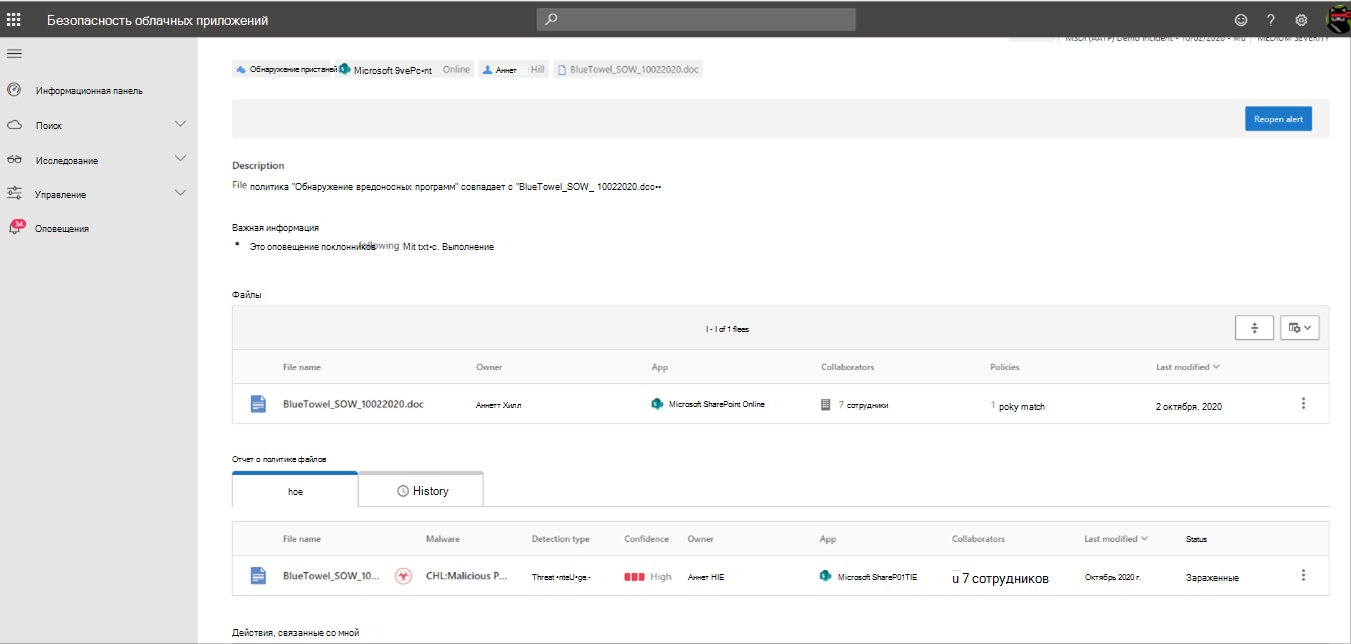 Безопасность облачных приложений
MSDI (AATP) Demo Incident - 10/02/2020 - Mu MEDIUM SEVERITY
Обнаружение пристаней Microsoft 9vePc•nt Online Аннет Hill BlueTowel_SOW_10022020.doc
Информационная панель
Reopen alert
Поиск
Исследование
Description
Управление
File политика "Обнаружение вредоносных программ" совпадает с "BlueTowel_SOW_ 10022020.dcc••
34
Оповещения
Важная информация
• Это оповещение поклонников following Mit txt•c. Выполнение
Файлы
I - I of 1 flees
File name Owner App Collaborators Policies Last modified
BlueTowel_SOW_10022020.doc Аннетт Хилл Microsoft SharePoint Online 7 сотрудники 1 poky match 2 октября. 2020
Отчет о политике файлов
hoe History
File name Malware Detection type Confidence Owner App Collaborators Last modified Status
BlueTowel_SOW_10... CHL:Malicious P... Threat •nteU•ge.- High Аннет HIE Microsoft ShareP01TIE u 7 сотрудников Октябрь 2020 г. Зараженные
Действия, связанные со мной